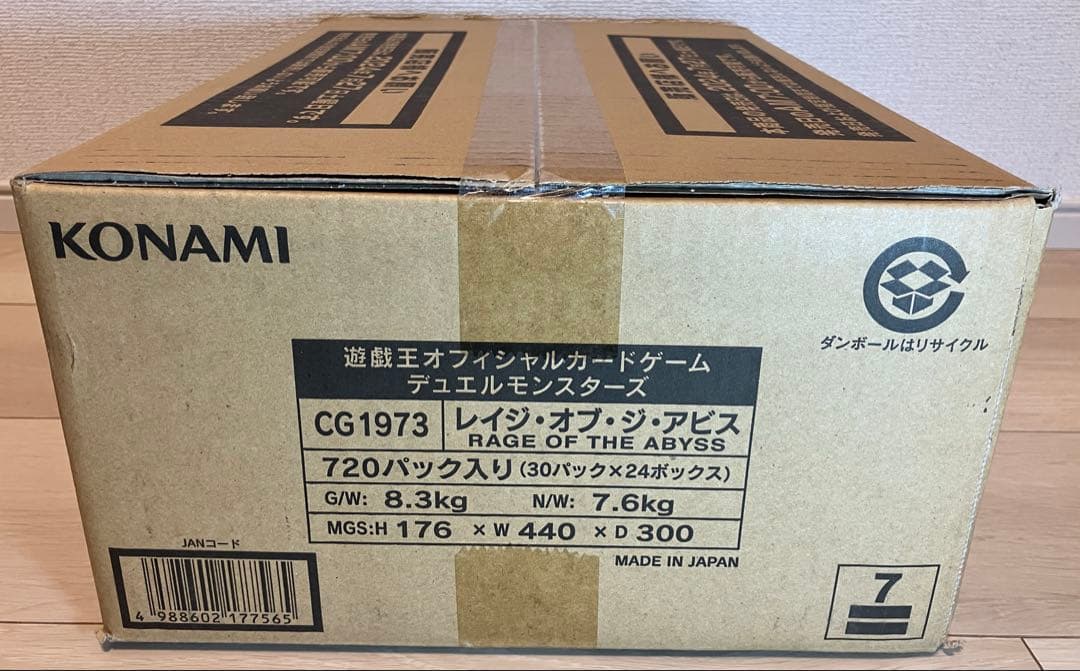 KONAMI
ダンボールはリサイクル
遊戯王オフィシャルカードゲーム
デュエルモンスターズ
CG1973
レイジ・オブ・ジ・アビス
RAGE OF THE ABYSS
720パック入り(30パック×24ボックス)
G/W: 8.3kg N/W: 7.6kg
MGS:H 176 × W 440 × D 300
MADE IN JAPAN
JANコード
4 988602 177565
7